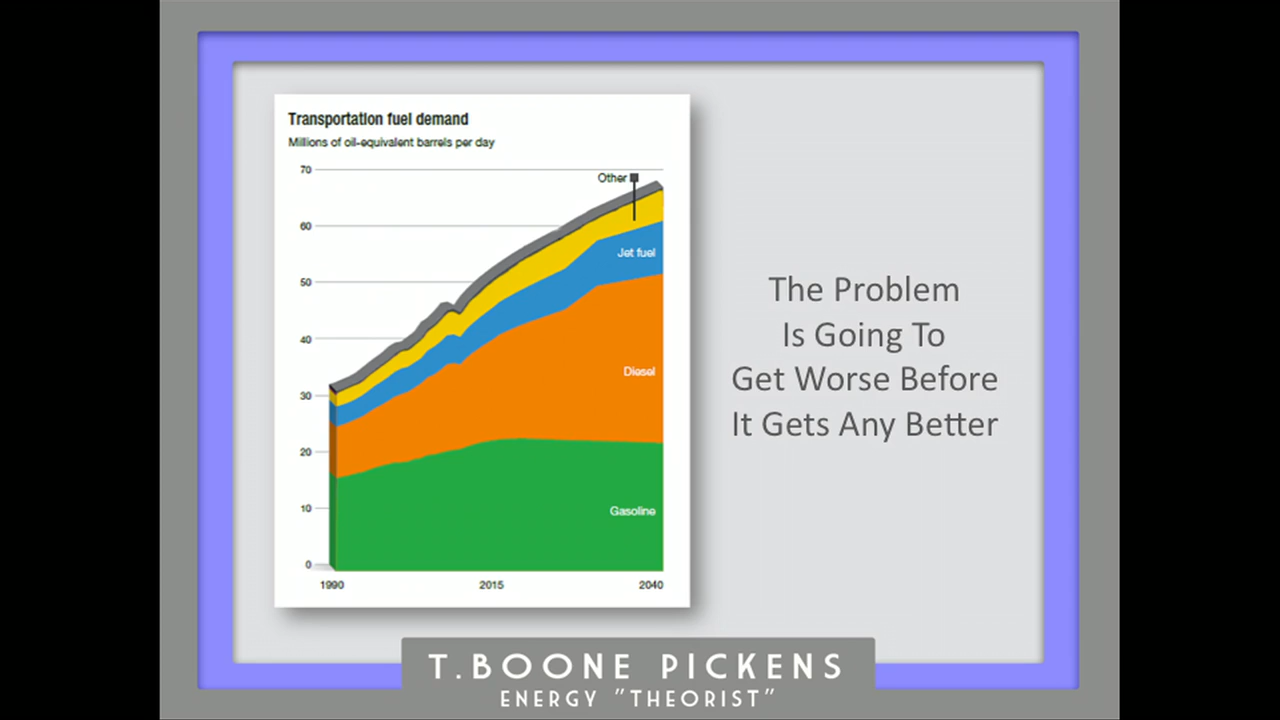 Transportation fuel demand
Millions of oil-equivalent barrels per day
70
Other
60
Jet fuel
50
40
Diesel
30
20
Gasoline
10
0
1990 2015 2040
The Problem
Is Going To
Get Worse Before
It Gets Any Better
T.BOONE PICKENS
ENERGY "THEORIST"